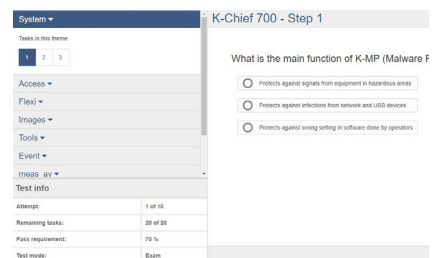 System
Tasks in this theme
1 2 3
Access
Flexi
Images
Tools
Event
meas_av
Test info
Attempt: 1 of 10
Remaining tasks: 20 of 20
Pass requirement: 70 %
Test mode: Exam
K-Chief 700 - Step 1
What is the main function of K-MP (Malware
Protects against signals from equipment in hazardous areas
Protects against infections from network and USB devices
Protects against wrong setting in software done by operators